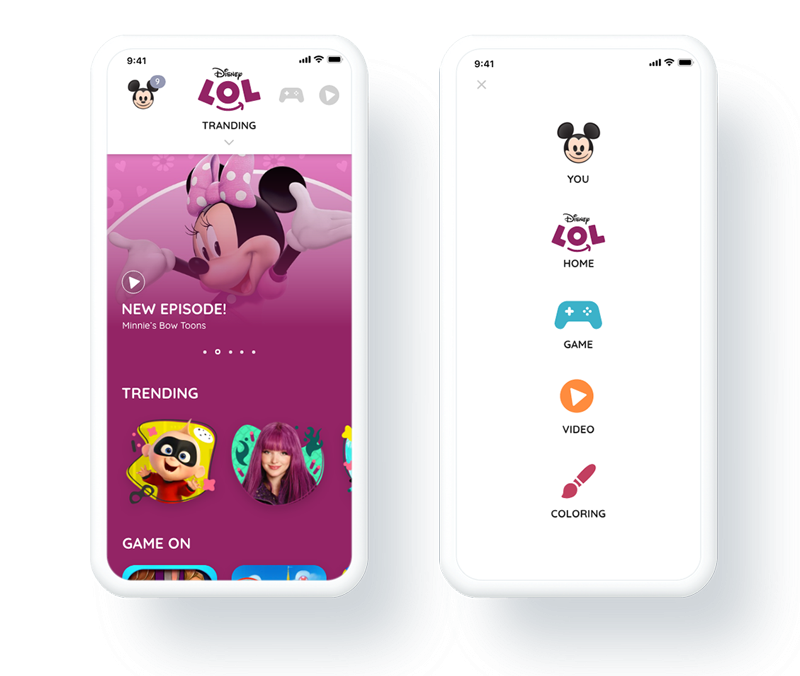 9:41
9
Disney
LOL
TRANDING
NEW EPISODE!
Minnie's Bow Toons
TRENDING
GAME ON
9:41
YOU
Disney
LOL
HOME
GAME
VIDEO
COLORING